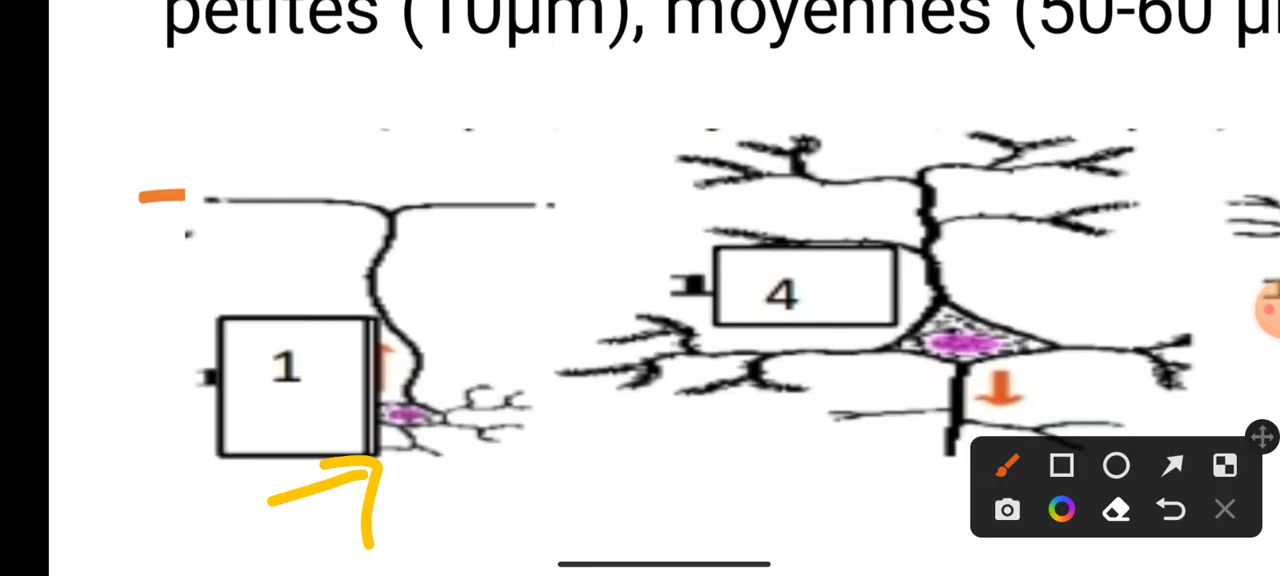 petites (10μm), moyennes (50-60 μ
4
1